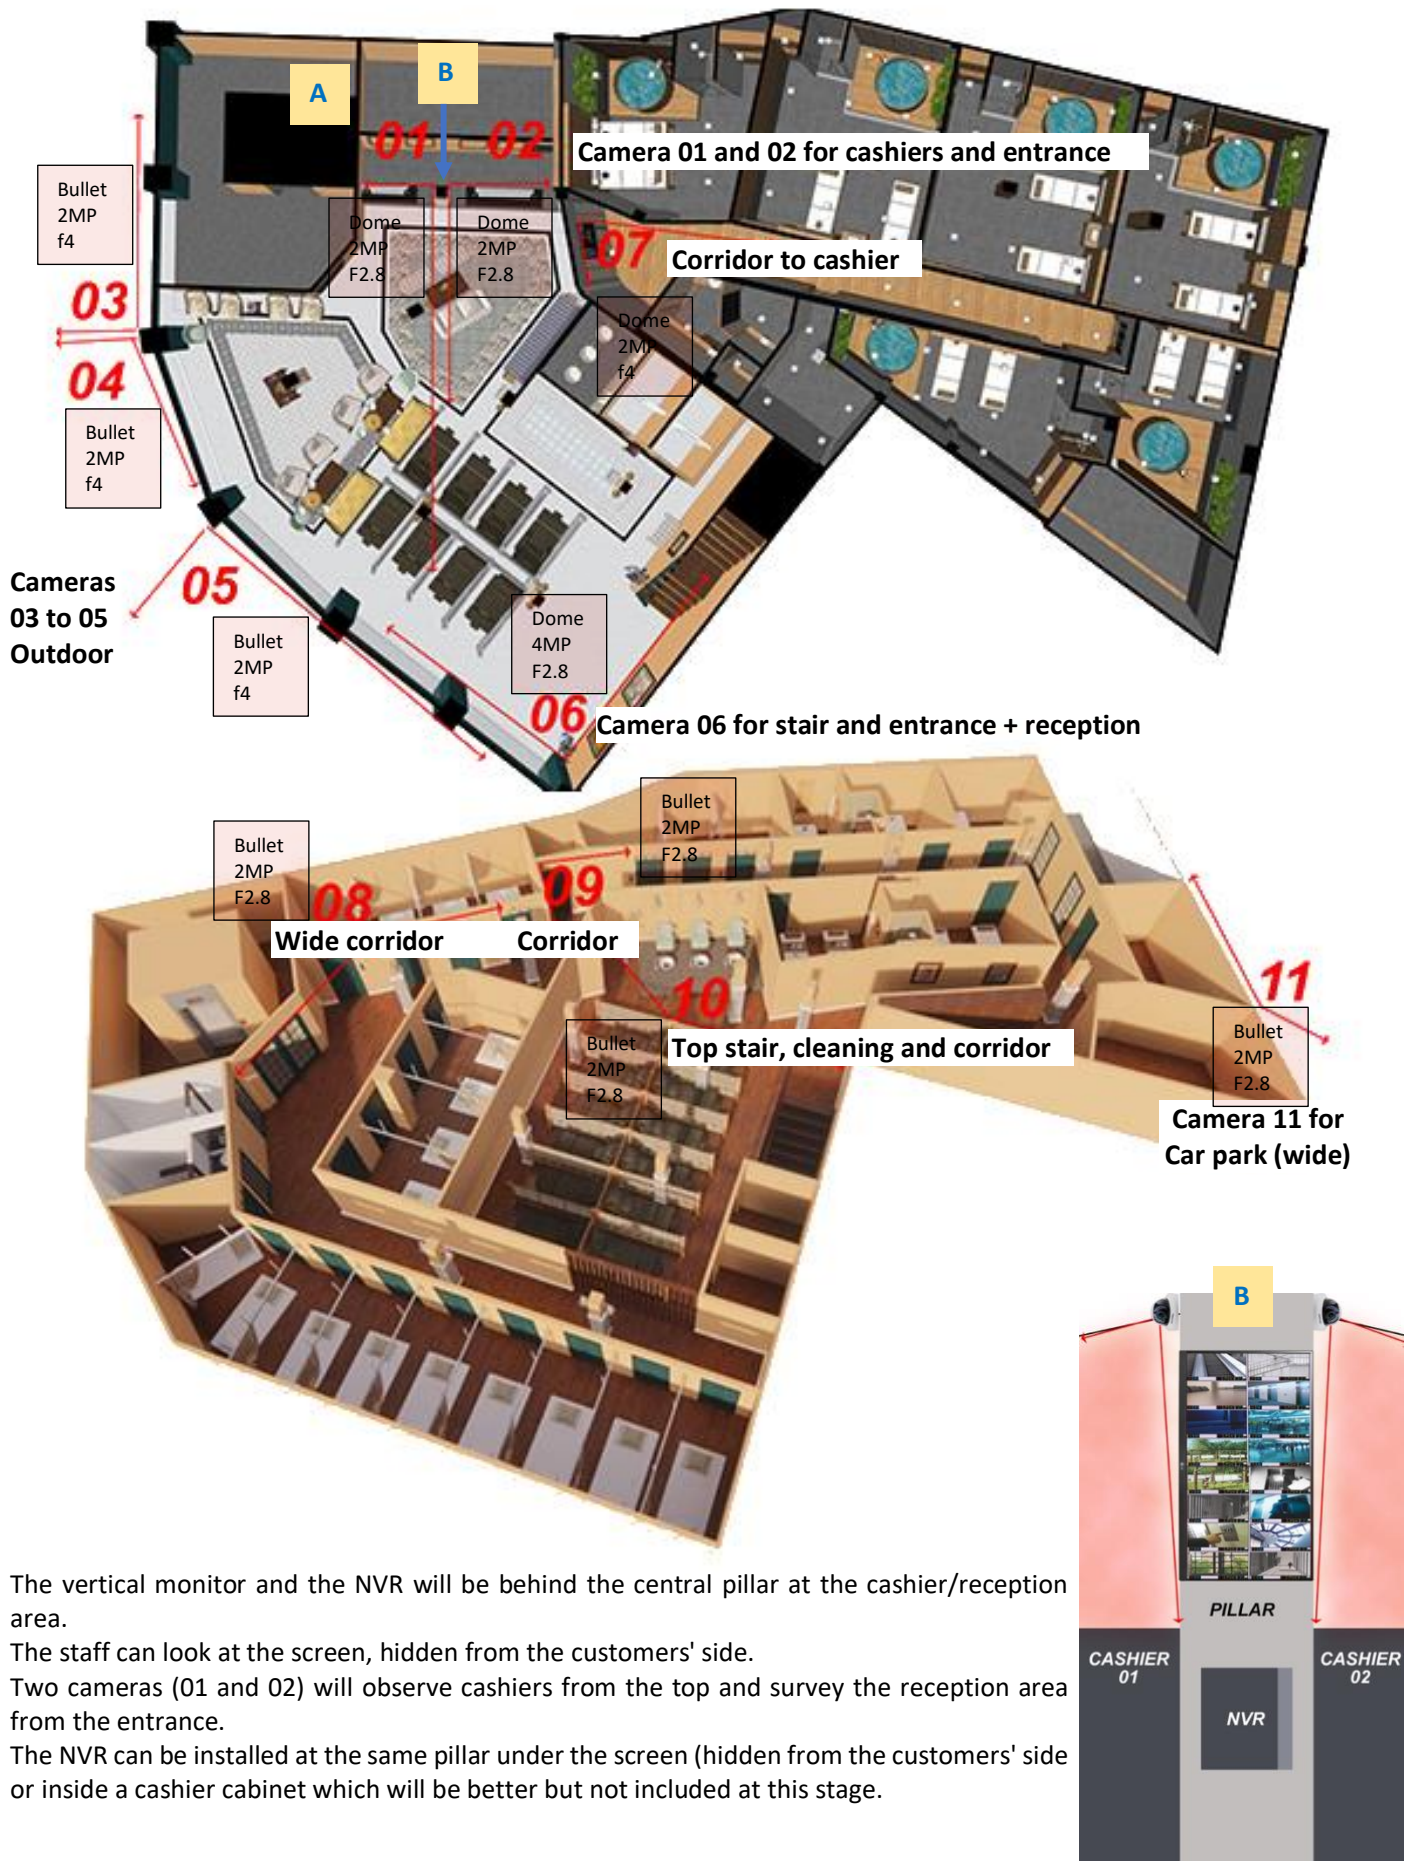 A
B
01 02
Camera 01 and 02 for cashiers and entrance
Bullet
2MP
f4
Dome
2MP
F2.8
Dome
2MP
F2.8
07
Corridor to cashier
03
Dome
2MP
f4
04
Bullet
2MP
f4
05
Cameras
03 to 05
Outdoor
Bullet
2MP
f4
Dome
4MP
F2.8
06
Camera 06 for stair and entrance + reception
Bullet
2MP
F2.8
Bullet
2MP
F2.8
08
09
Wide corridor
Corridor
10
11
Bullet
2MP
F2.8
Top stair, cleaning and corridor
Bullet
2MP
F2.8
Camera 11 for
Car park (wide)
B
PILLAR
CASHIER
01
CASHIER
02
NVR
The vertical monitor and the NVR will be behind the central pillar at the cashier/reception
area.
The staff can look at the screen, hidden from the customers' side.
Two cameras (01 and 02) will observe cashiers from the top and survey the reception area
from the entrance.
The NVR can be installed at the same pillar under the screen (hidden from the customers' side
or inside a cashier cabinet which will be better but not included at this stage.